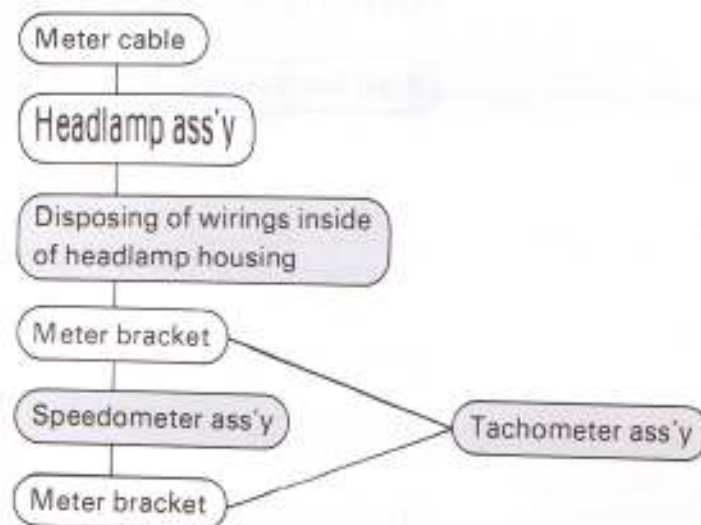 Meter cable
Headlamp ass'y
Disposing of wirings inside
of headlamp housing
Meter bracket
Speedometer ass'y
Tachometer ass'y
Meter bracket